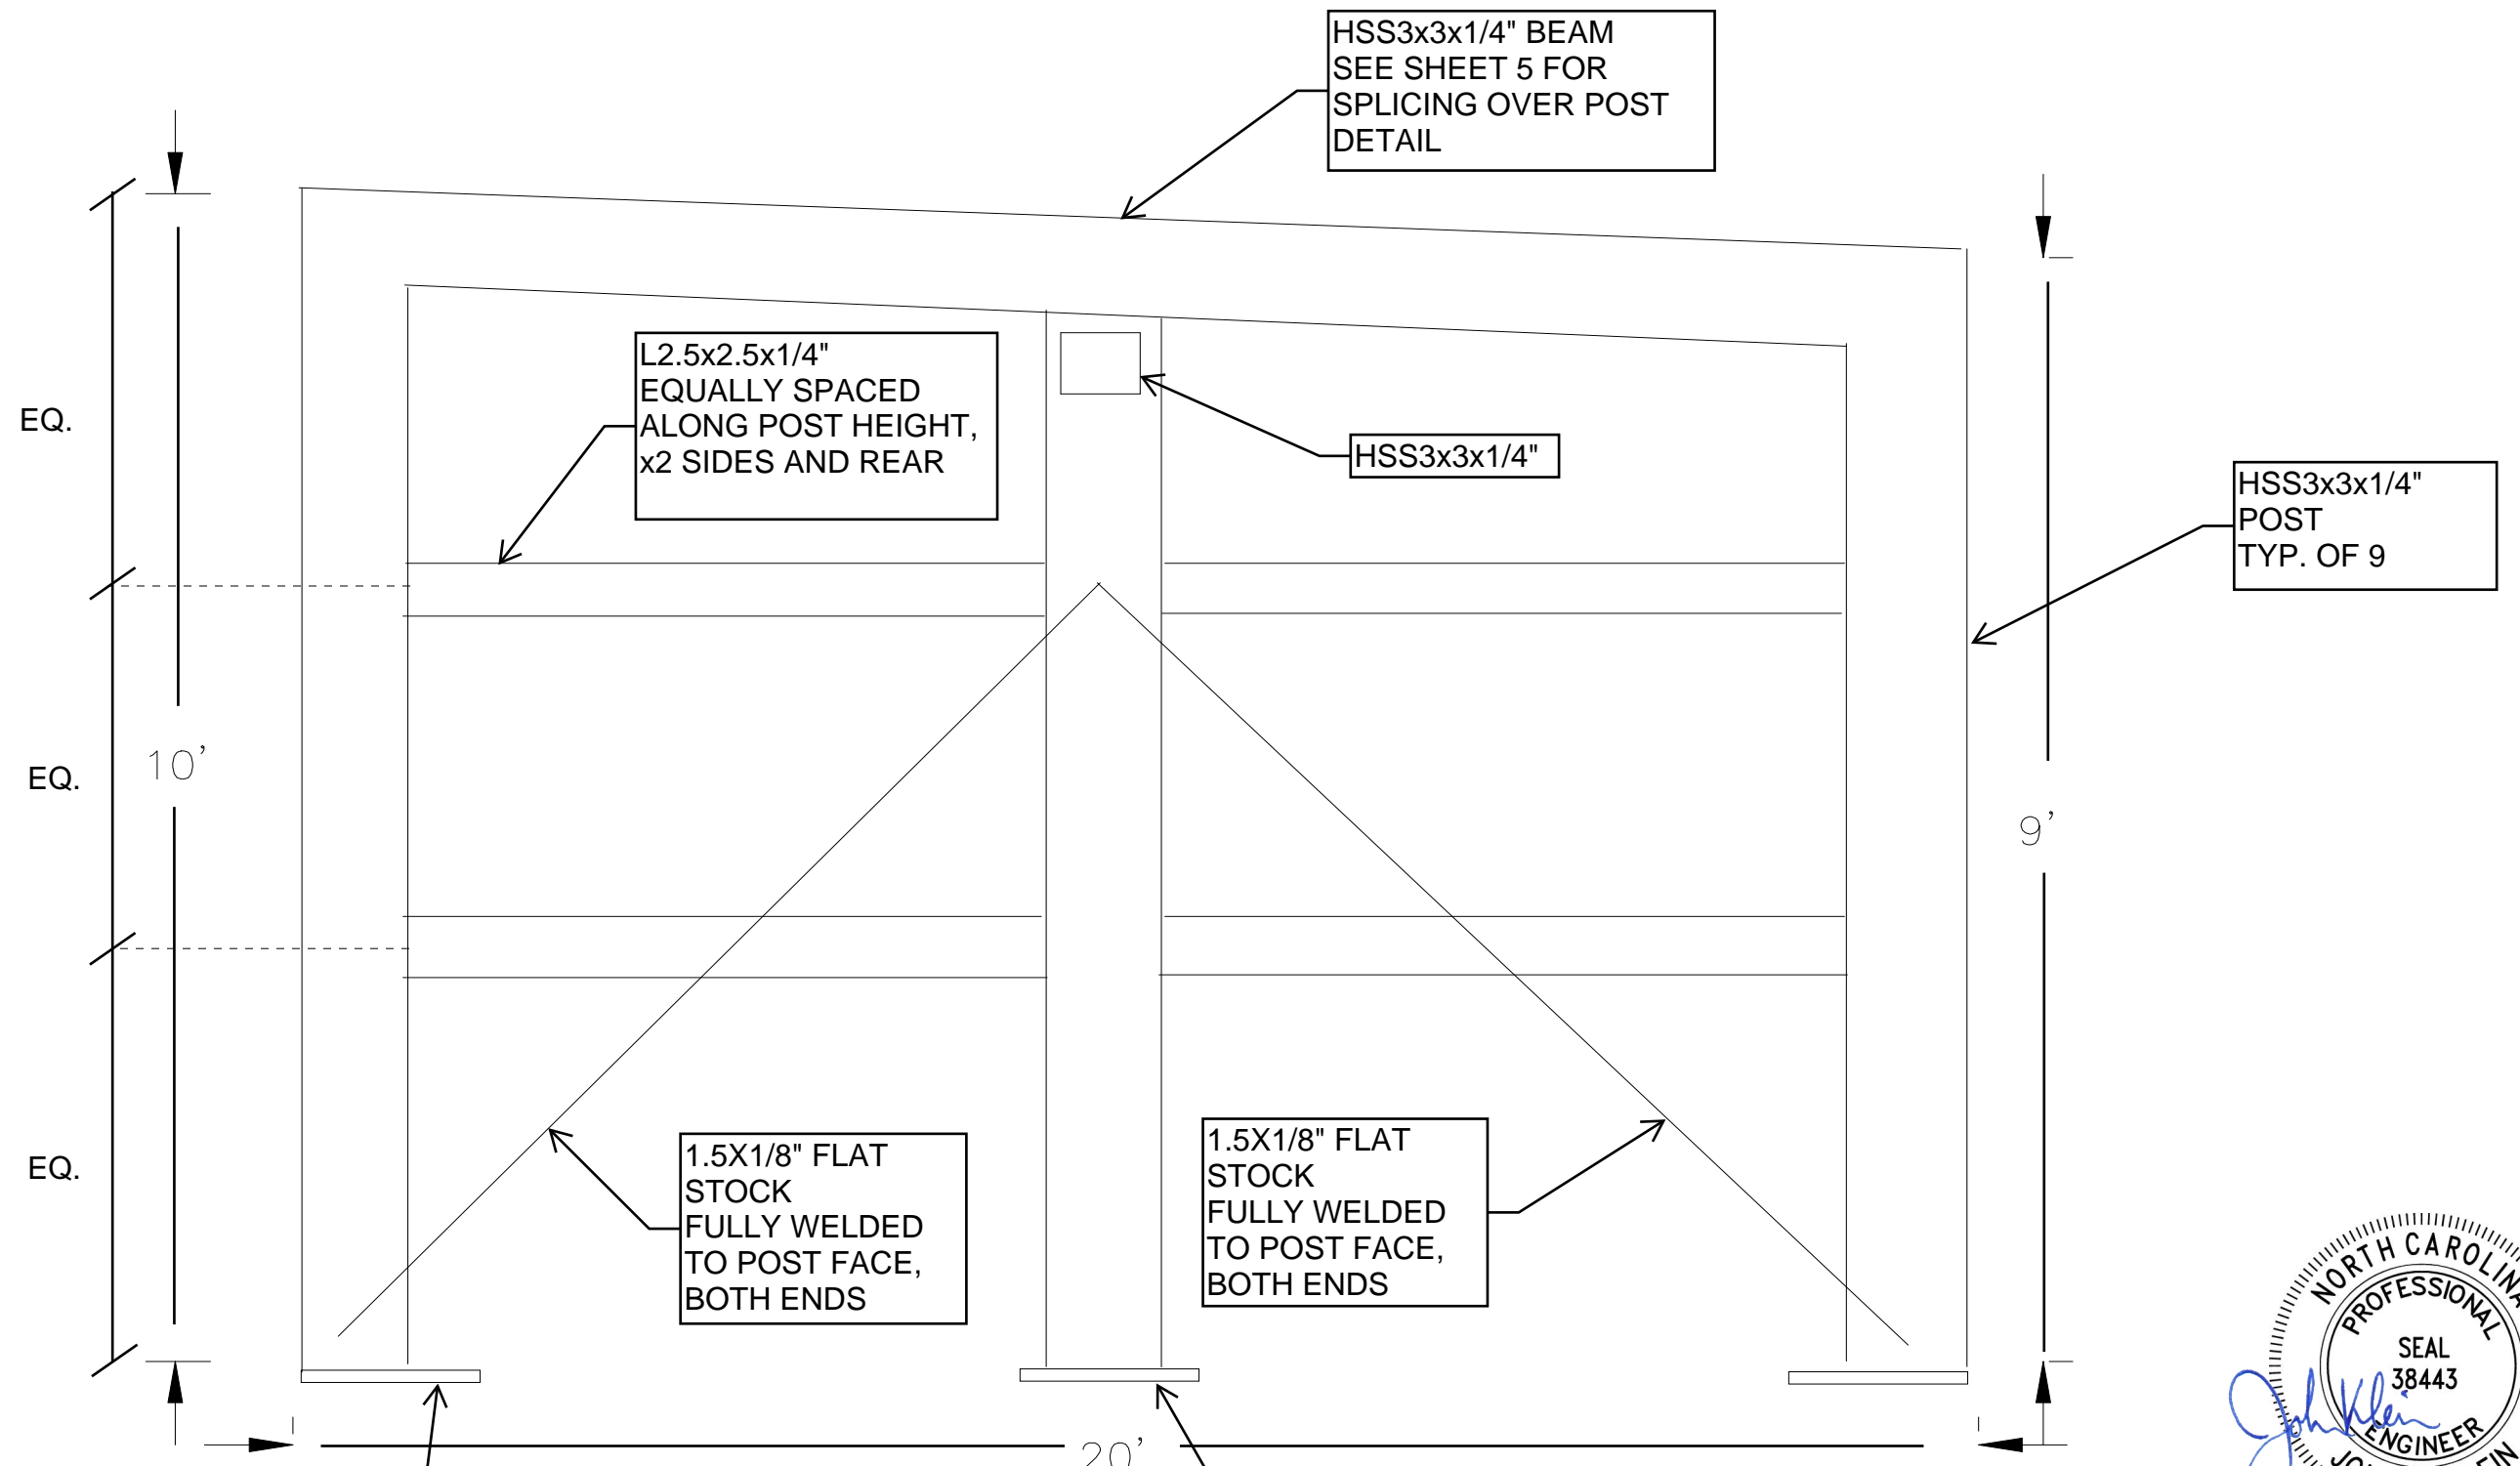 HSS3x3x1/4" BEAM
SEE SHEET 5 FOR
SPLICING OVER POST
DETAIL
L2.5x2.5x1/4"
EQUALLY SPACED
ALONG POST HEIGHT,
x2 SIDES AND REAR
HSS3x3x1/4"
HSS3x3x1/4"
POST
TYP. OF 9
EQ.
EQ.
EQ.
10'
9'
1.5X1/8" FLAT
STOCK
FULLY WELDED
TO POST FACE,
BOTH ENDS
1.5X1/8" FLAT
STOCK
FULLY WELDED
TO POST FACE,
BOTH ENDS
20'
NORTH CAROLINA
PROFESSIONAL
SEAL
38443
ENGINEER
John Klein